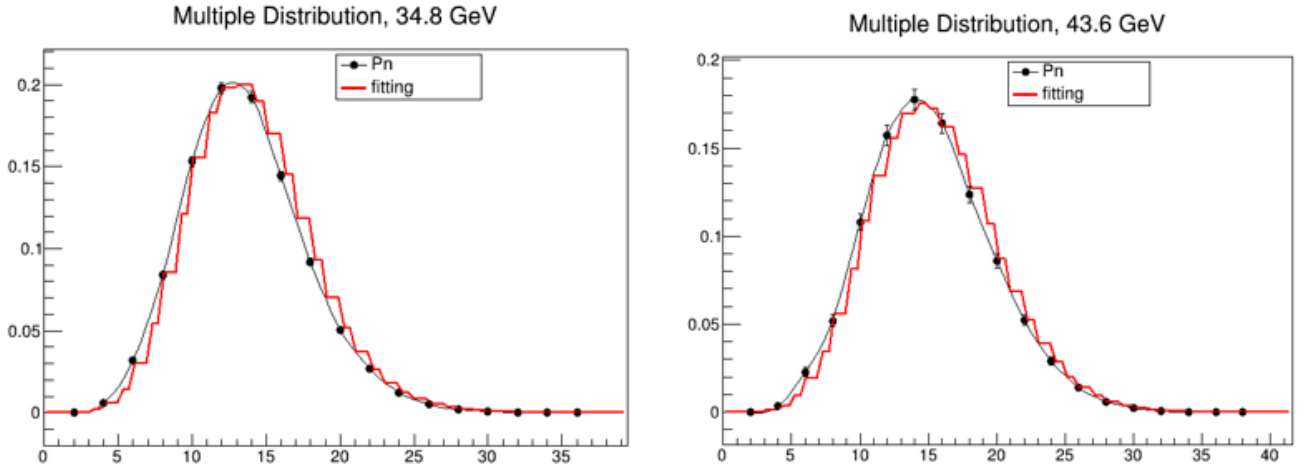 Multiple Distribution, 34.8 GeV
Pn
fitting
0.2
0.15
0.1
0.05
0
0 5 10 15 20 25 30 35
Multiple Distribution, 43.6 GeV
Pn
fitting
0.2
0.15
0.1
0.05
0
0 5 10 15 20 25 30 35 40